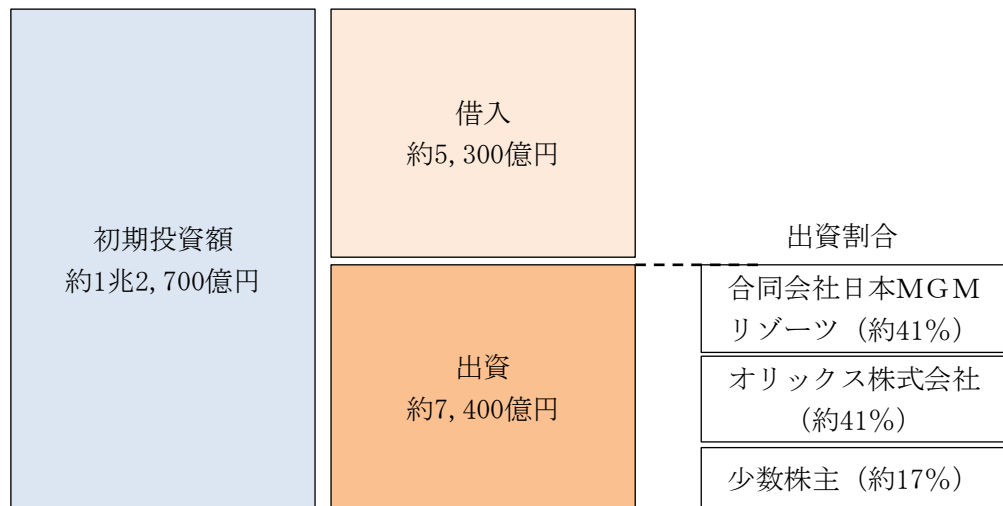 初期投資額
約1兆2,700億円
借入
約5,300億円
出資
約7,400億円
出資割合
合同会社日本ＭＧＭ
リゾーツ（約41％）
オリックス株式会社
（約41％）
少数株主（約17％）